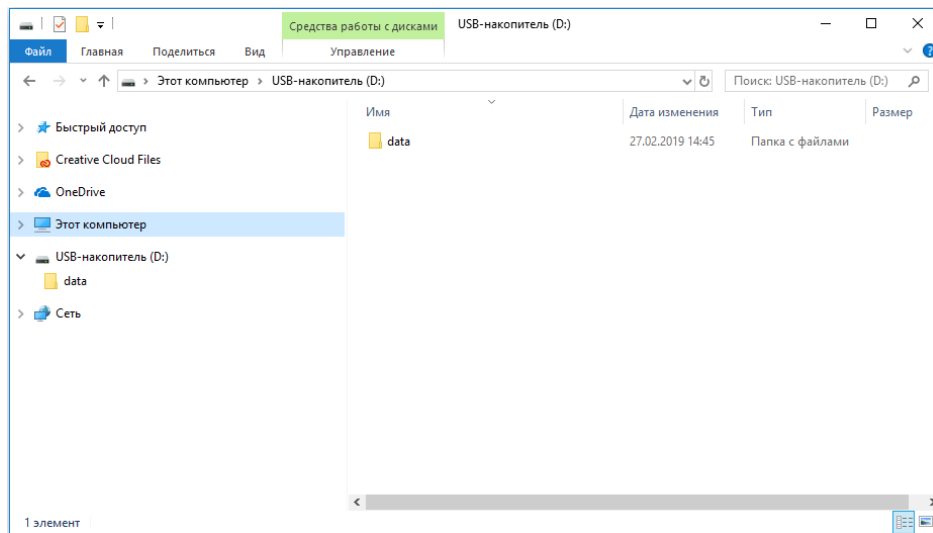 Средства работы с дисками USB-накопитель (D:)
Файл Главная Поделиться Вид Управление ?
Этот компьютер > USB-накопитель (D:) Поиск: USB-накопитель (D:)
Имя Дата изменения Тип Размер
Быстрый доступ
data 27.02.2019 14:45 Папка с файлами
Creative Cloud Files
OneDrive
Этот компьютер
USB-накопитель (D:)
data
Сеть
1 элемент